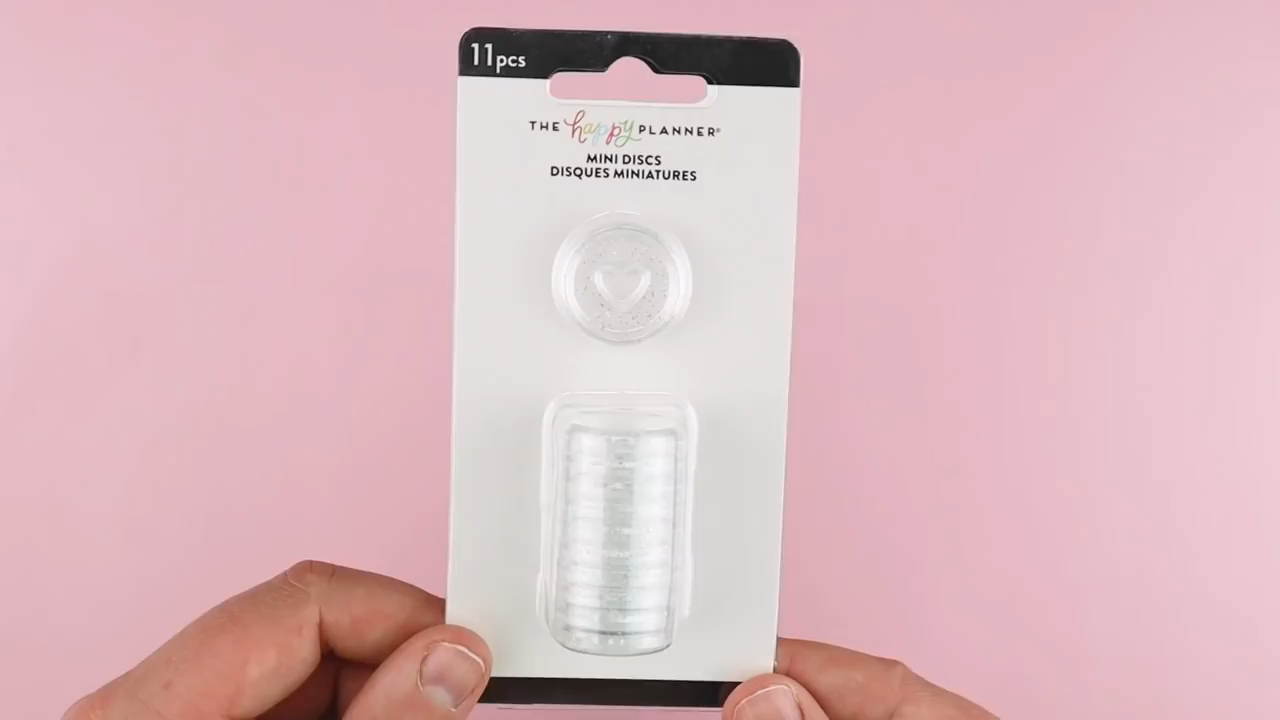 11pcs
THE happy PLANNER®
MINI DISCS
DISQUES MINIATURES